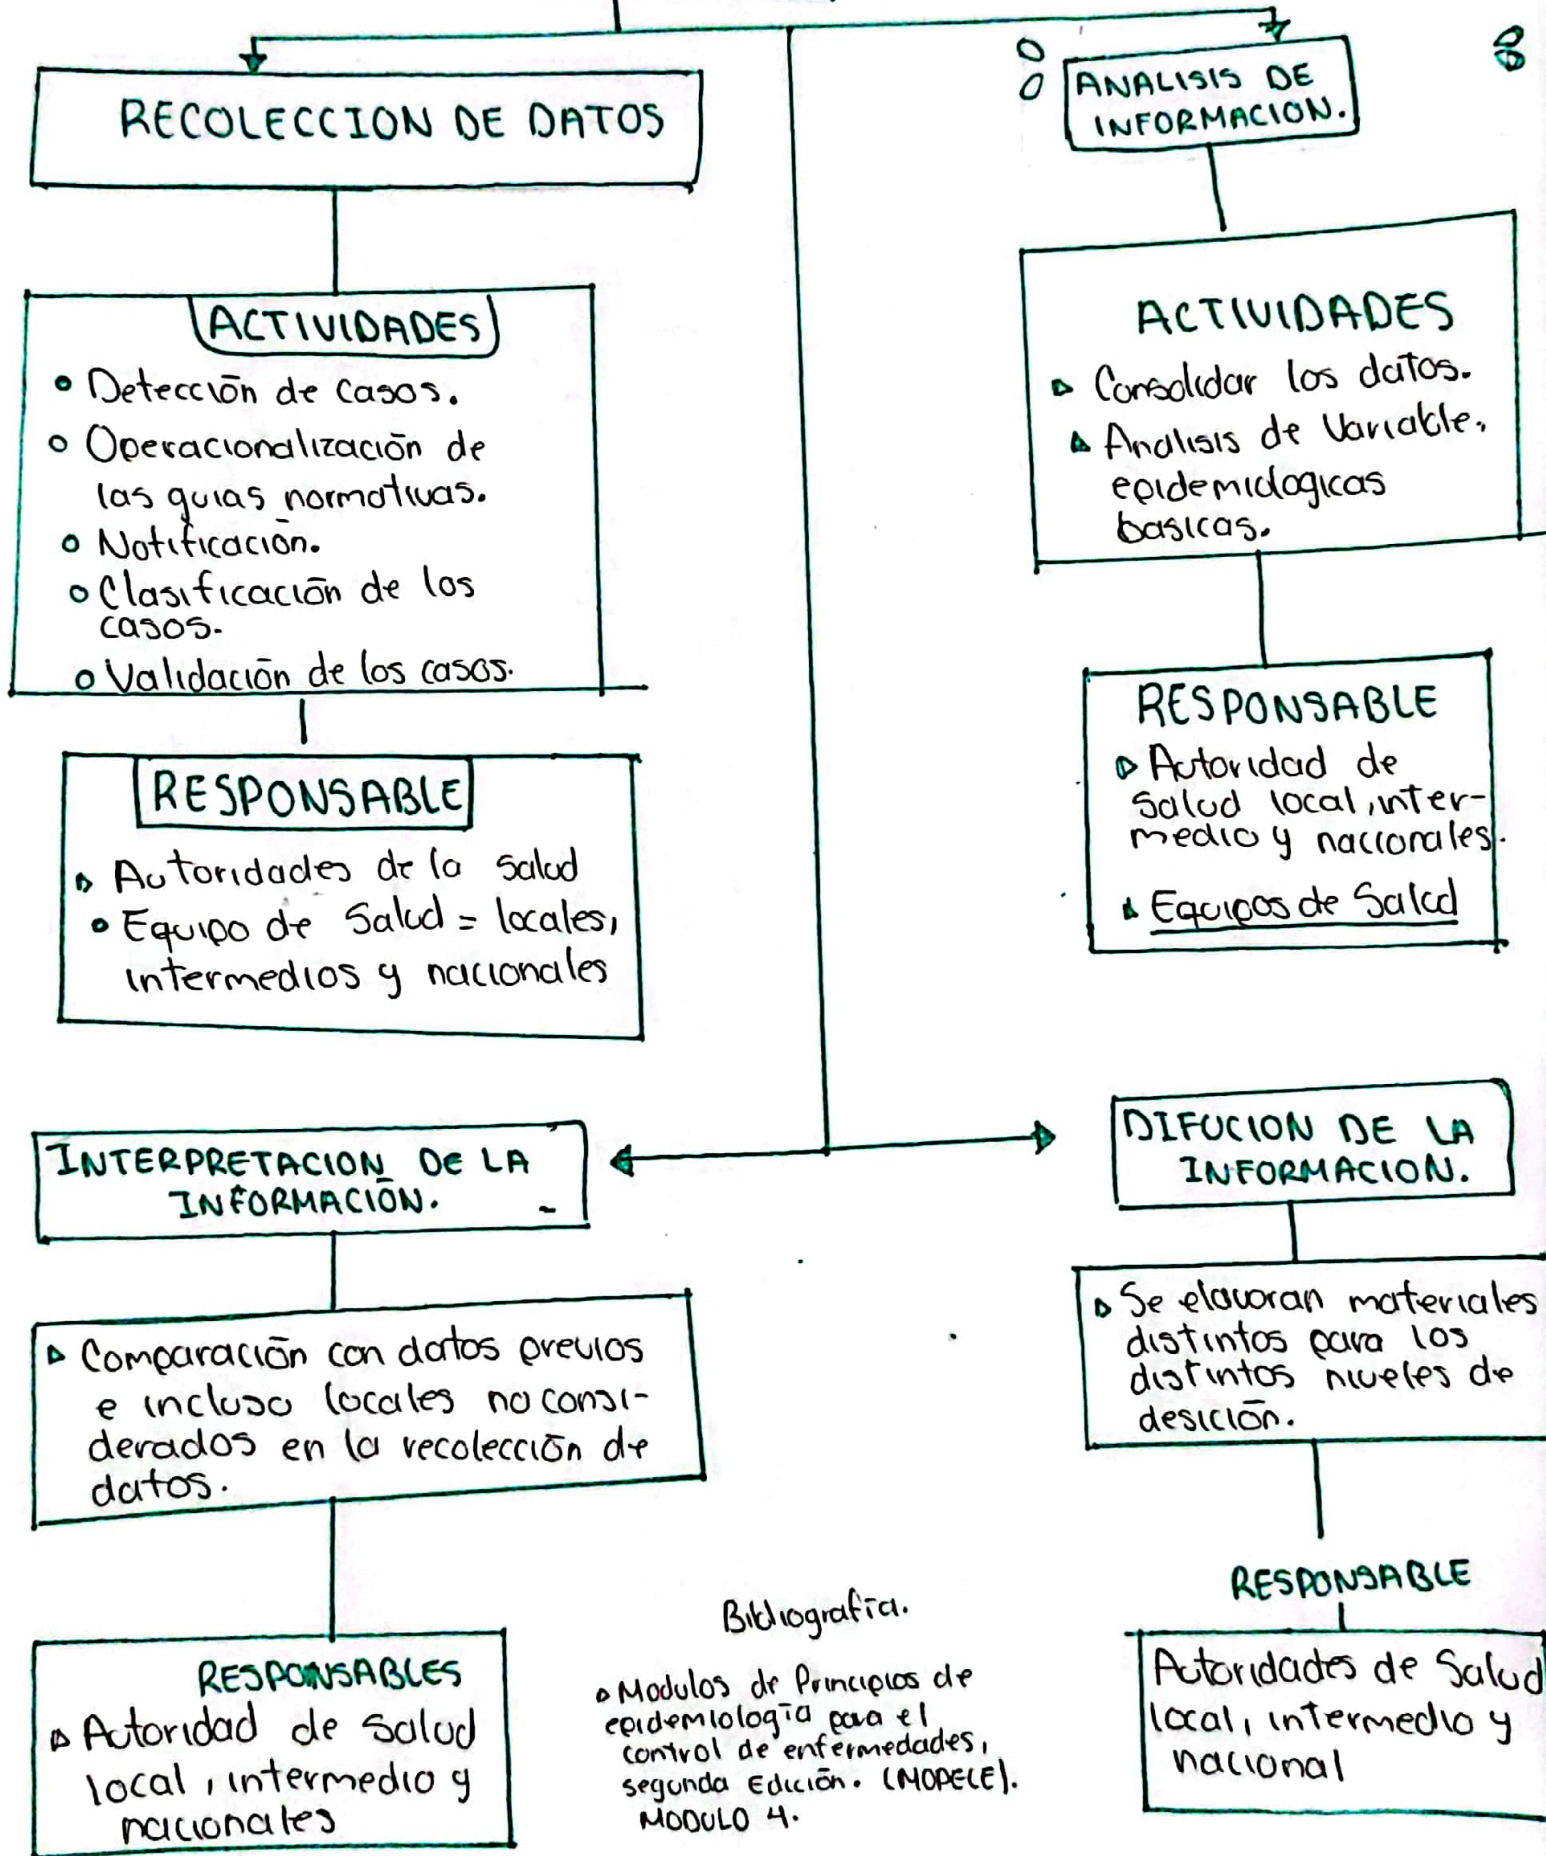 RECOLECCION DE DATOS
ACTIVIDADES
Detección de casos.
Operacionalización de
las guias normativas.
Notificación.
Clasificación de los
casos.
Validación de los casos.
RESPONSABLE
Autoridades de la salud
Equipo de Salud = locales,
intermedios y nacionales
ANALISIS DE
INFORMACION.
ACTIVIDADES
Consolidar los datos.
Analisis de Variable,
epidemiologicas
basicas.
RESPONSABLE
Autoridad de
Salud local, inter-
medio y nacionales.
Equipos de Salud
INTERPRETACION DE LA
INFORMACIÓN.
Comparación con datos previos
e incluso locales no consi-
derados en la recolección de
datos.
RESPONSABLES
Autoridad de salud
local, intermedio y
nacionales
DIFUCION DE LA
INFORMACION.
Se elavoran materiales
distintos para los
distintos niveles de
desición.
RESPONSABLE
Autoridades de Salud
local, intermedio y
nacional
Bibliografía.
Modulos de Principios de
epidemiología para el
control de enfermedades,
segunda Edición. (MOPECE).
MODULO 4.